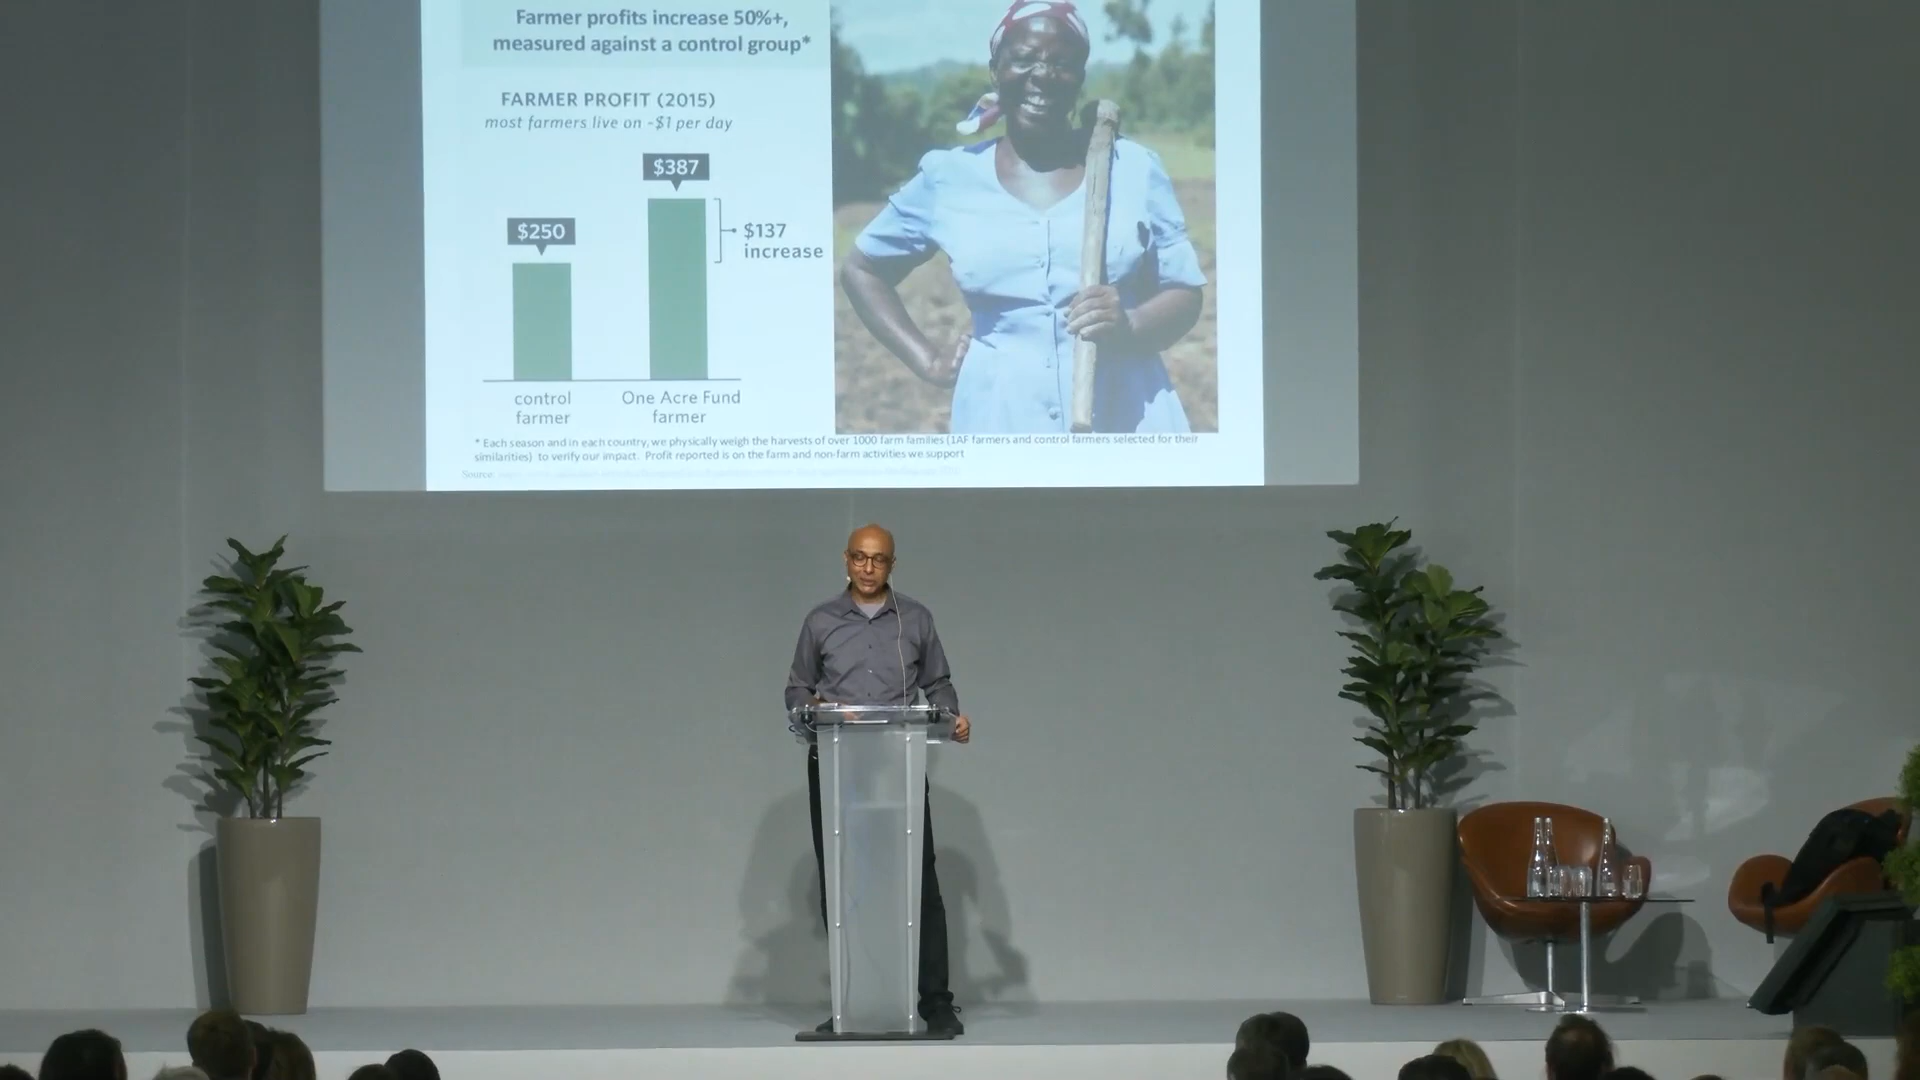 Farmer profits increase 50%+,
measured against a control group*
FARMER PROFIT (2015)
most farmers live on ~$1 per day
$387
$250
$137
increase
control
farmer
One Acre Fund
farmer
* Each season and in each country, we physically weigh the harvests of over 1000 farm families (1AF farmers and control farmers selected for their
similarities) to verify our impact. Profit reported is on the farm and non-farm activities we support
Source: